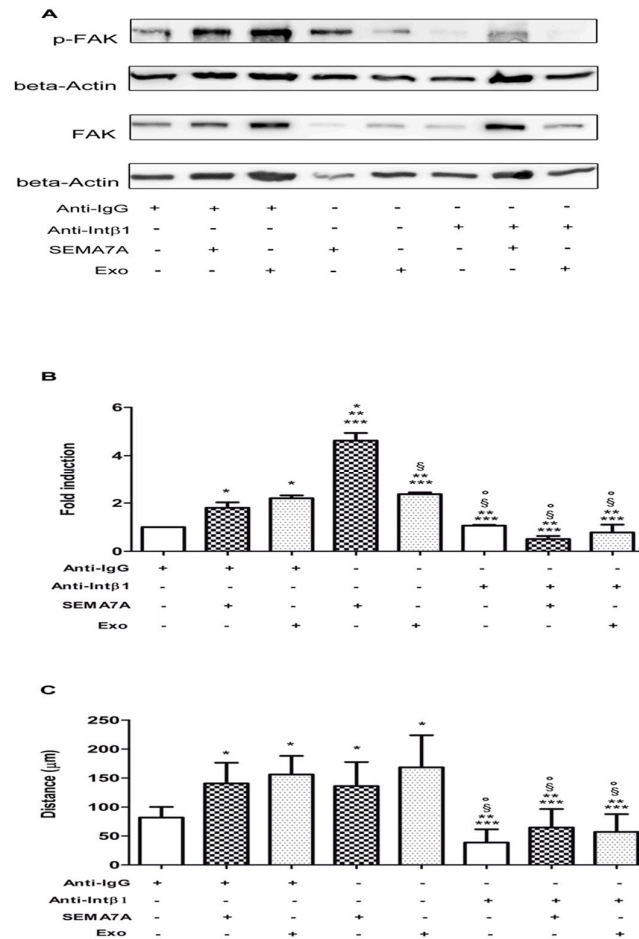 A
p-FAK
beta-Actin
FAK
beta-Actin
Anti-IgG + + + - - - - -
Anti-Intβ1 - - - - - + + +
SEMA7A - + - + - - + -
Exo - - + - + - - +
B
6
4
2
0
Fold induction
*
*
*
**
***
§
**
***
°
§
**
***
°
§
**
***
°
§
**
***
Anti-IgG + + + - - - - -
Anti-Intβ1 - - - - - + + +
SEMA7A - + - + - - + -
Exo - - + - + - - +
C
250
200
150
100
50
0
Distance (μm)
* * * *
°
§
**
***
°
§
**
***
°
§
**
***
Anti-IgG + + + - - - - -
Anti-Intβ1 - - - - - + + +
SEMA7A - + - + - - + -
Exo - - + - + - - +